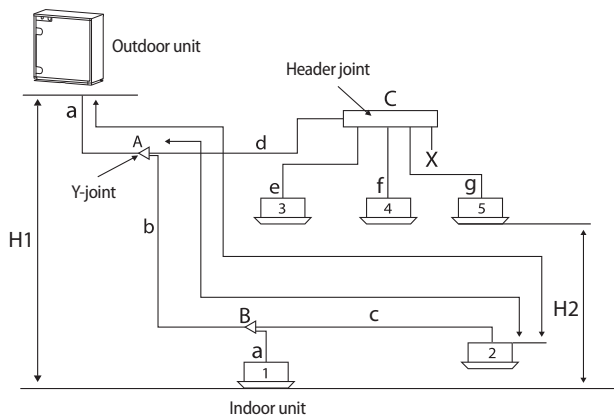 Outdoor unit
Header joint
C
a
A
d
X
Y-joint
e
f
g
3
4
5
b
H1
H2
B
c
a
2
1
Indoor unit